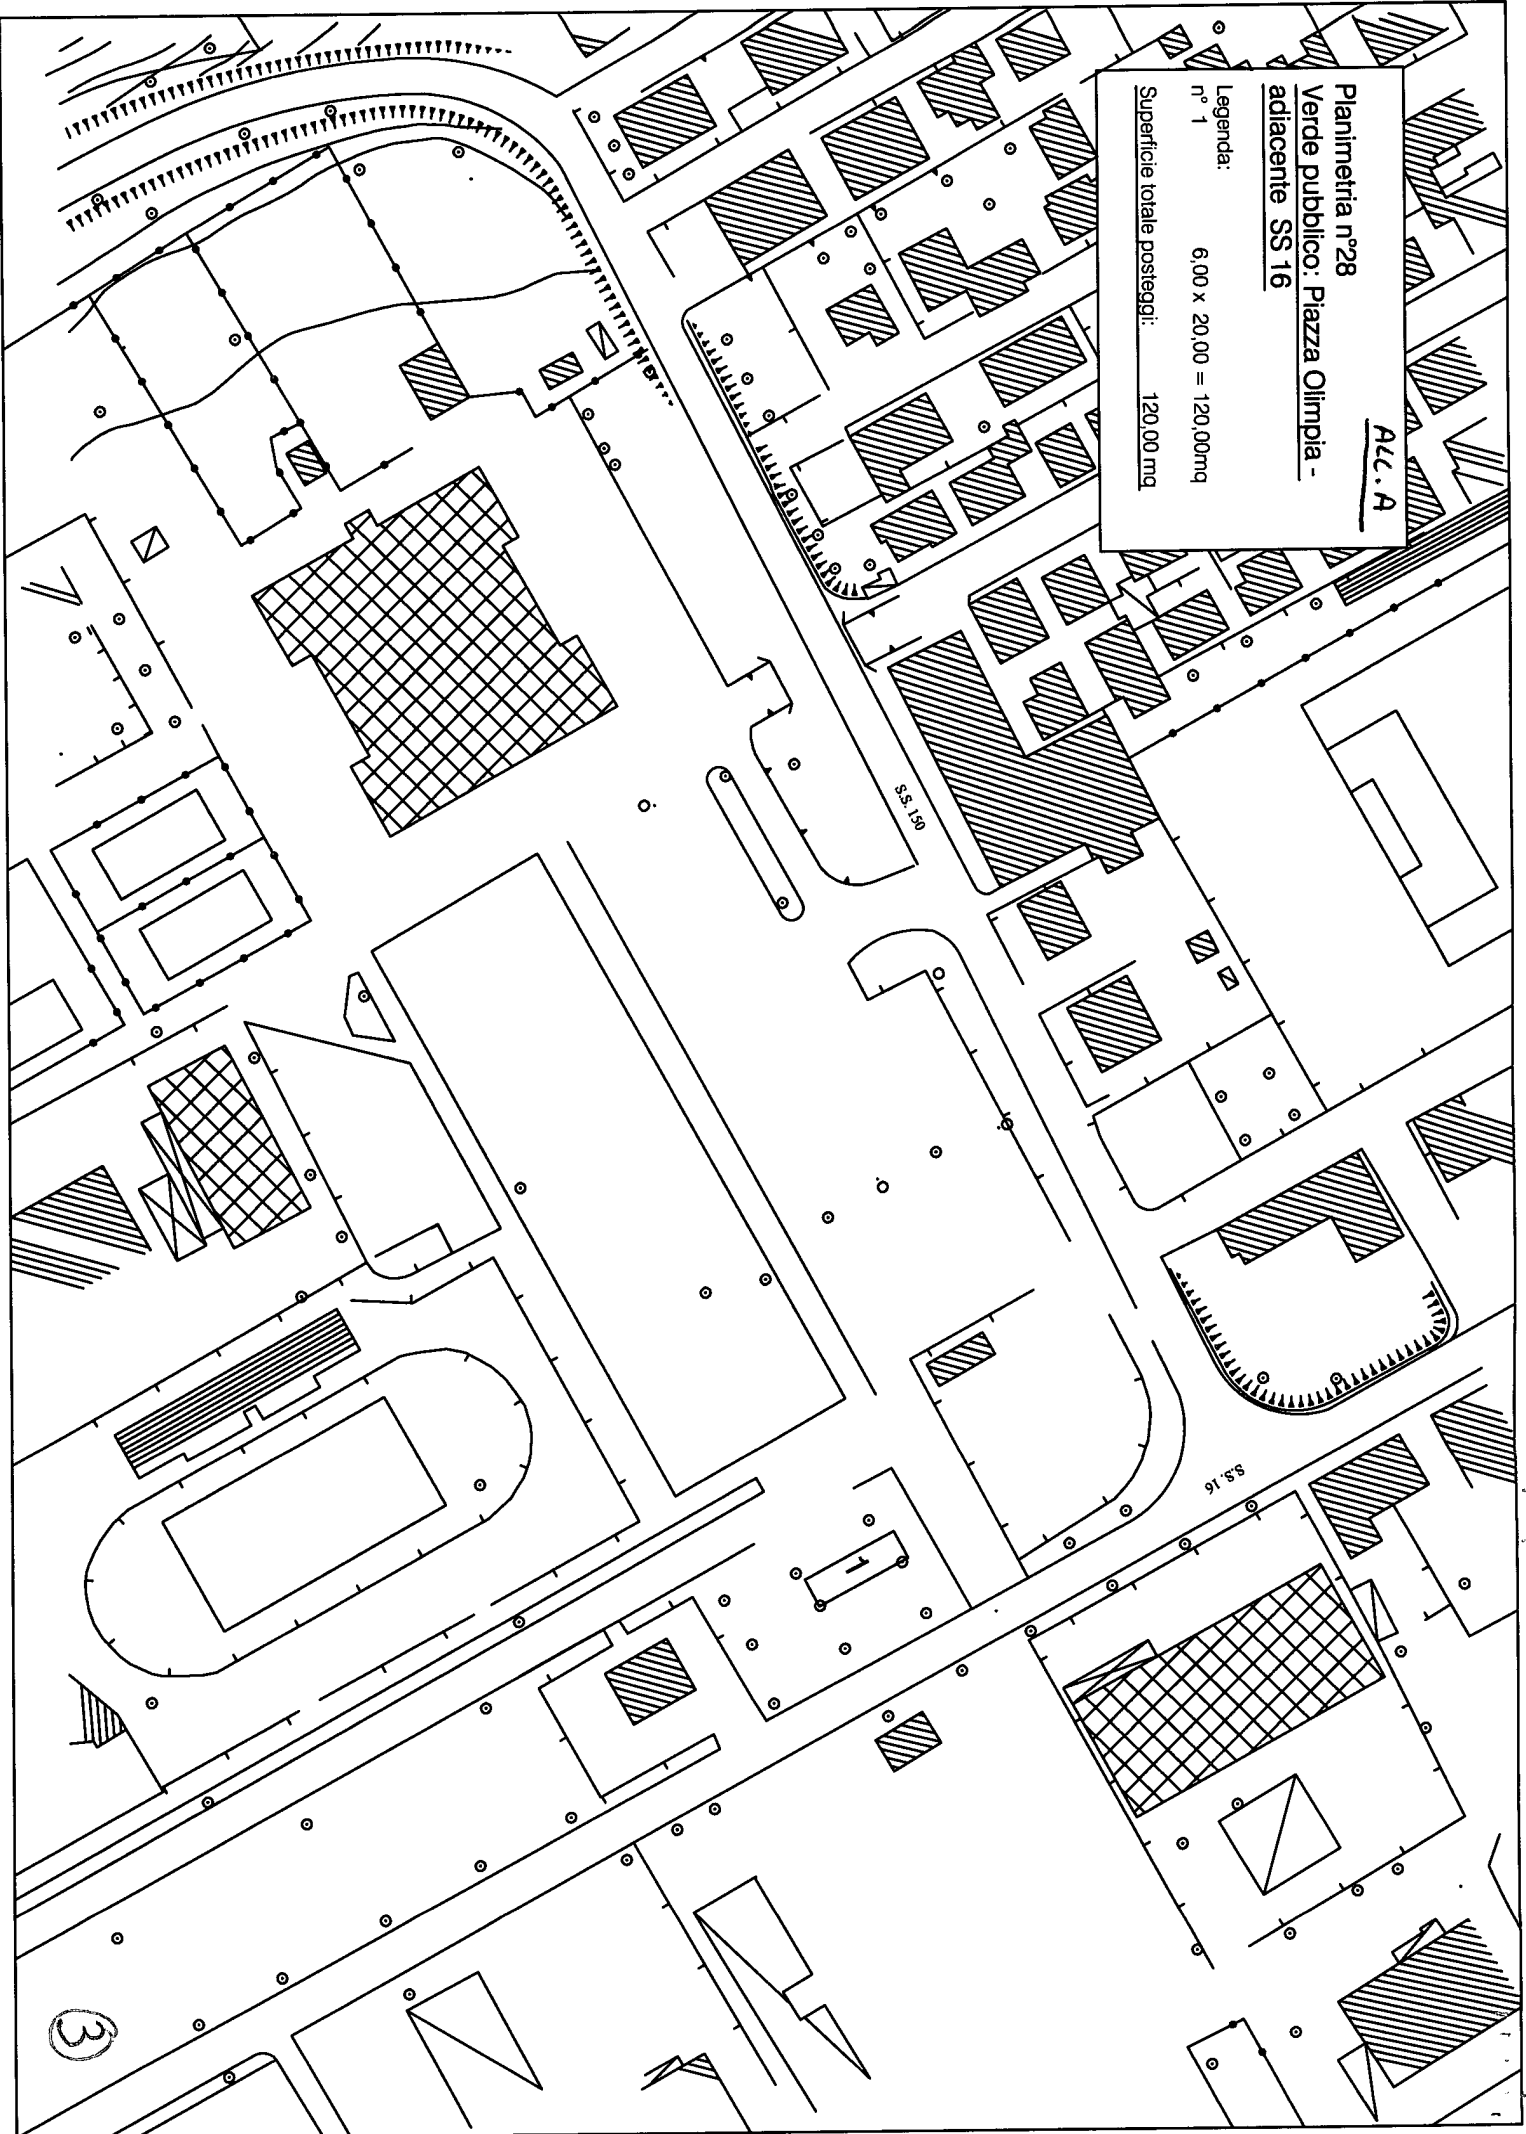 ALL. A
Planimetria n°28
Verde pubblico: Piazza Olimpia -
adiacente SS 16
Legenda:
n° 1 6,00 x 20,00 = 120,00mq
Superficie totale posteggi: 120,00 mq
S.S. 150
S.S. 16
1
3